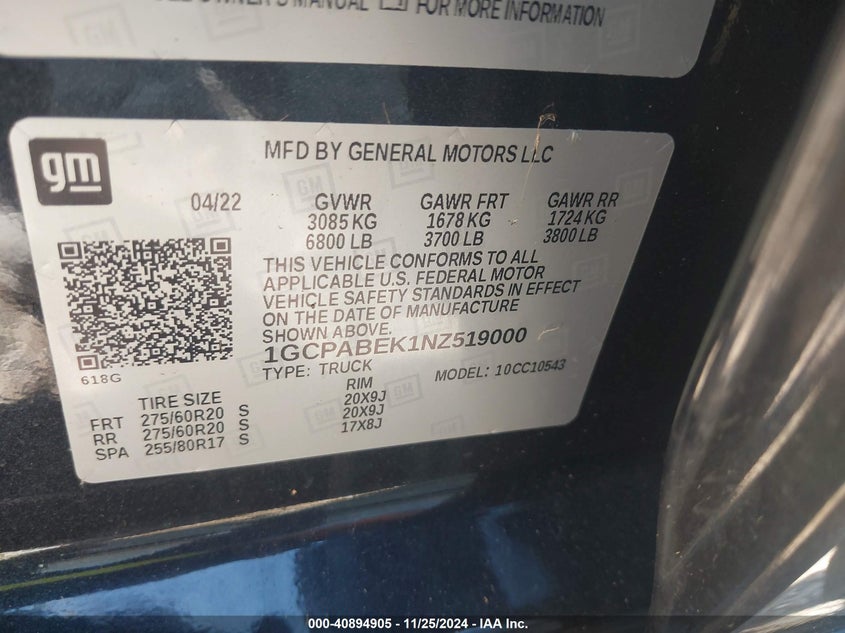 OWNER'S MANUAL FOR MORE INFORMATION
gm
MFD BY GENERAL MOTORS LLC
04/22 GVWR GAWR FRT GAWR RR
3085 KG 1678 KG 1724 KG
6800 LB 3700 LB 3800 LB
THIS VEHICLE CONFORMS TO ALL
APPLICABLE U.S. FEDERAL MOTOR
VEHICLE SAFETY STANDARDS IN EFFECT
ON THE DATE OF MANUFACTURE
SHOWN ABOVE.
1GCPABEK1NZ519000
618G
TYPE: TRUCK MODEL: 10CC10543
TIRE SIZE RIM
FRT 275/60R20 S 20X9J
RR 275/60R20 S 20X9J
SPA 255/80R17 S 17X8J
000-40894905 - 11/25/2024 - IAA Inc.